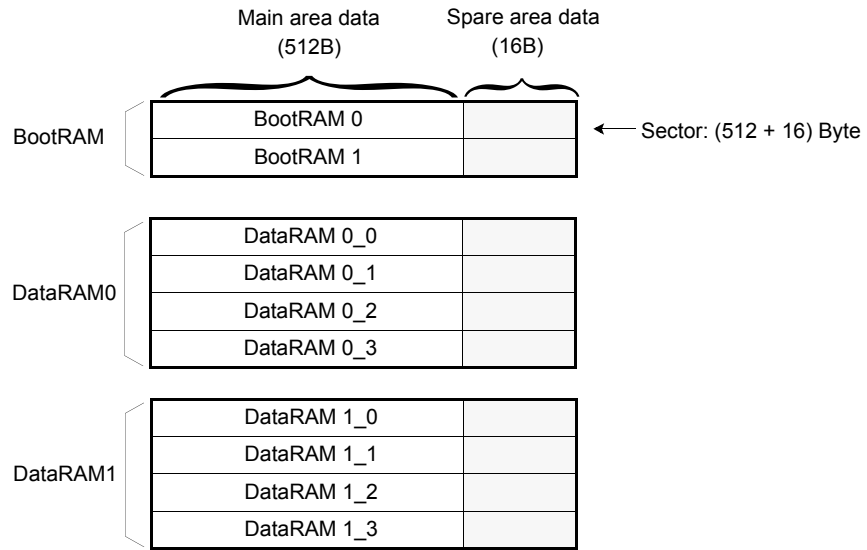 Main area data
(512B)
Spare area data
(16B)
BootRAM
BootRAM 0
BootRAM 1
Sector: (512 + 16) Byte
DataRAM0
DataRAM 0_0
DataRAM 0_1
DataRAM 0_2
DataRAM 0_3
DataRAM1
DataRAM 1_0
DataRAM 1_1
DataRAM 1_2
DataRAM 1_3